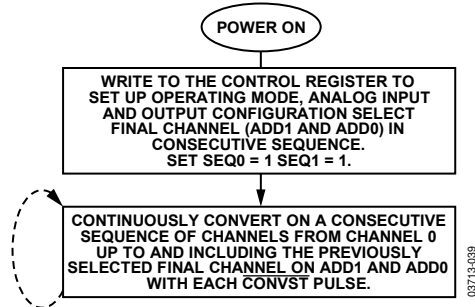 POWER ON
WRITE TO THE CONTROL REGISTER TO
SET UP OPERATING MODE, ANALOG INPUT
AND OUTPUT CONFIGURATION SELECT
FINAL CHANNEL (ADD1 AND ADD0) IN
CONSECUTIVE SEQUENCE.
SET SEQ0 = 1 SEQ1 = 1.
CONTINUOUSLY CONVERT ON A CONSECUTIVE
SEQUENCE OF CHANNELS FROM CHANNEL 0
UP TO AND INCLUDING THE PREVIOUSLY
SELECTED FINAL CHANNEL ON ADD1 AND ADD0
WITH EACH CONVST PULSE.
03713-039